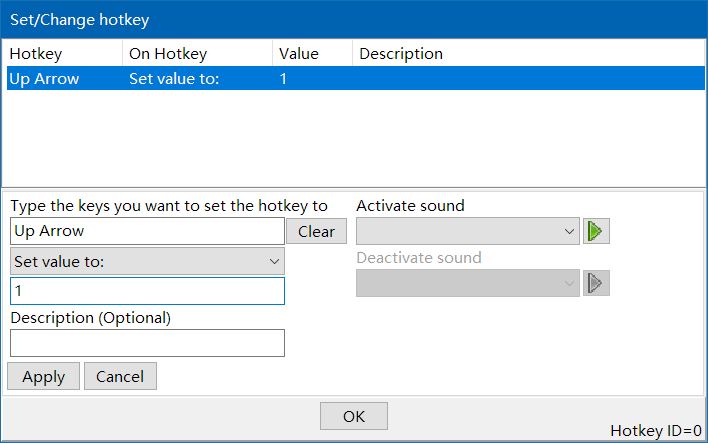 Set/Change hotkey
Hotkey On Hotkey Value Description
Up Arrow Set value to: 1
Type the keys you want to set the hotkey to
Up Arrow Clear
Set value to:
1
Description (Optional)
Apply Cancel
Activate sound
Deactivate sound
OK
Hotkey ID=0